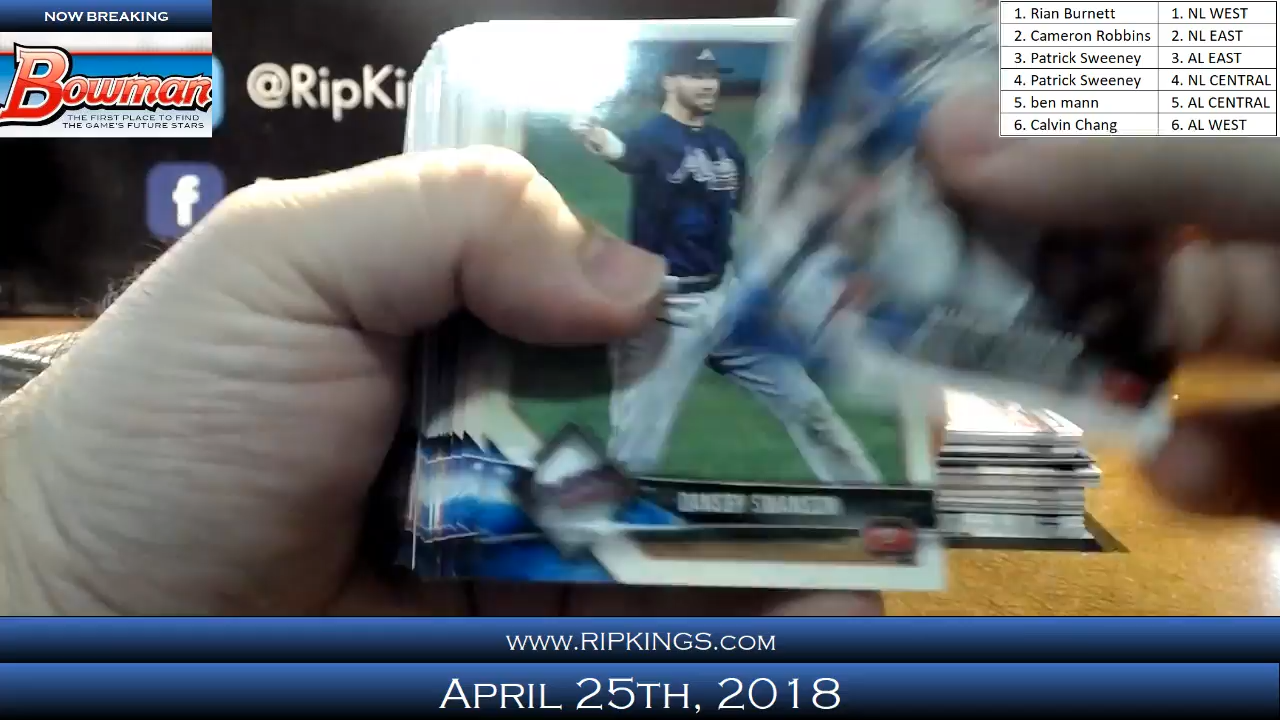 NOW BREAKING
Bowman
THE FIRST PLACE TO FIND
THE GAME'S FUTURE STARS
@RipKi
f
1. Rian Burnett 1. NL WEST
2. Cameron Robbins 2. NL EAST
3. Patrick Sweeney 3. AL EAST
4. Patrick Sweeney 4. NL CENTRAL
5. ben mann 5. AL CENTRAL
6. Calvin Chang 6. AL WEST
DANSBY SWANSON
WWW.RIPKINGS.COM
APRIL 25TH, 2018